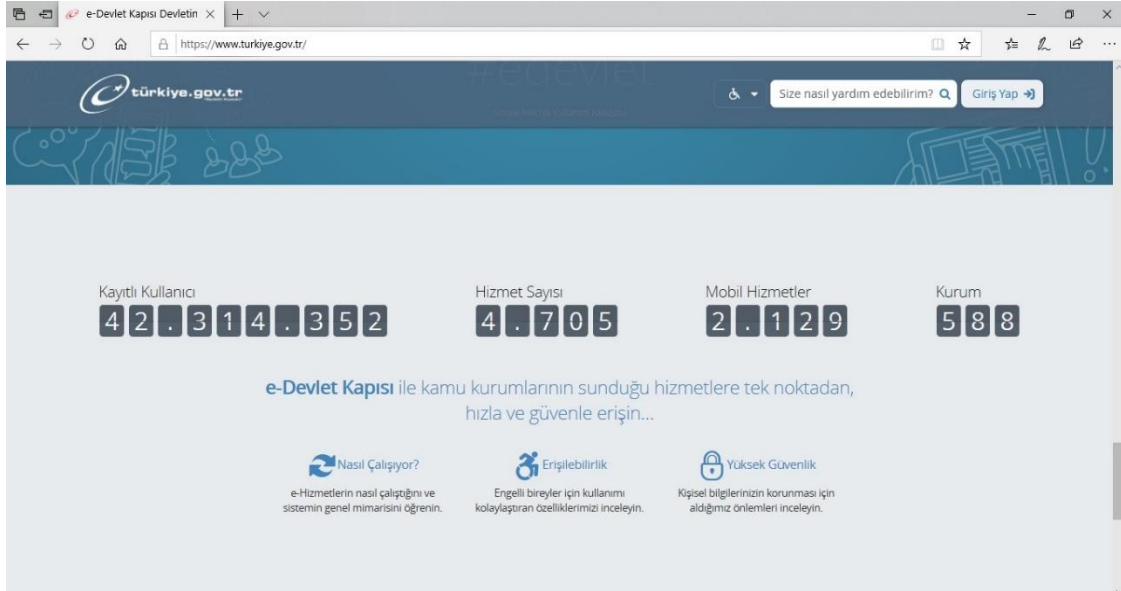 e-Devlet Kapısı Devletin
https://www.turkiye.gov.tr/
#edevlet
türkiye.gov.tr
Size nasıl yardım edebilirim?
Giriş Yap
Kayıtlı Kullanıcı
Hizmet Sayısı
Mobil Hizmetler
Kurum
42.314.352
4.705
2.129
588
e-Devlet Kapısı ile kamu kurumlarının sunduğu hizmetlere tek noktadan,
hızla ve güvenle erişin...
Nasıl Çalışıyor?
Erişilebilirlik
Yüksek Güvenlik
e-Hizmetlerin nasıl çalıştığını ve
sistemin genel mimarisini öğrenin.
Engelli bireyler için kullanımı
kolaylaştıran özelliklerimizi inceleyin.
Kişisel bilgilerinizin korunması için
aldığımız önlemleri inceleyin.